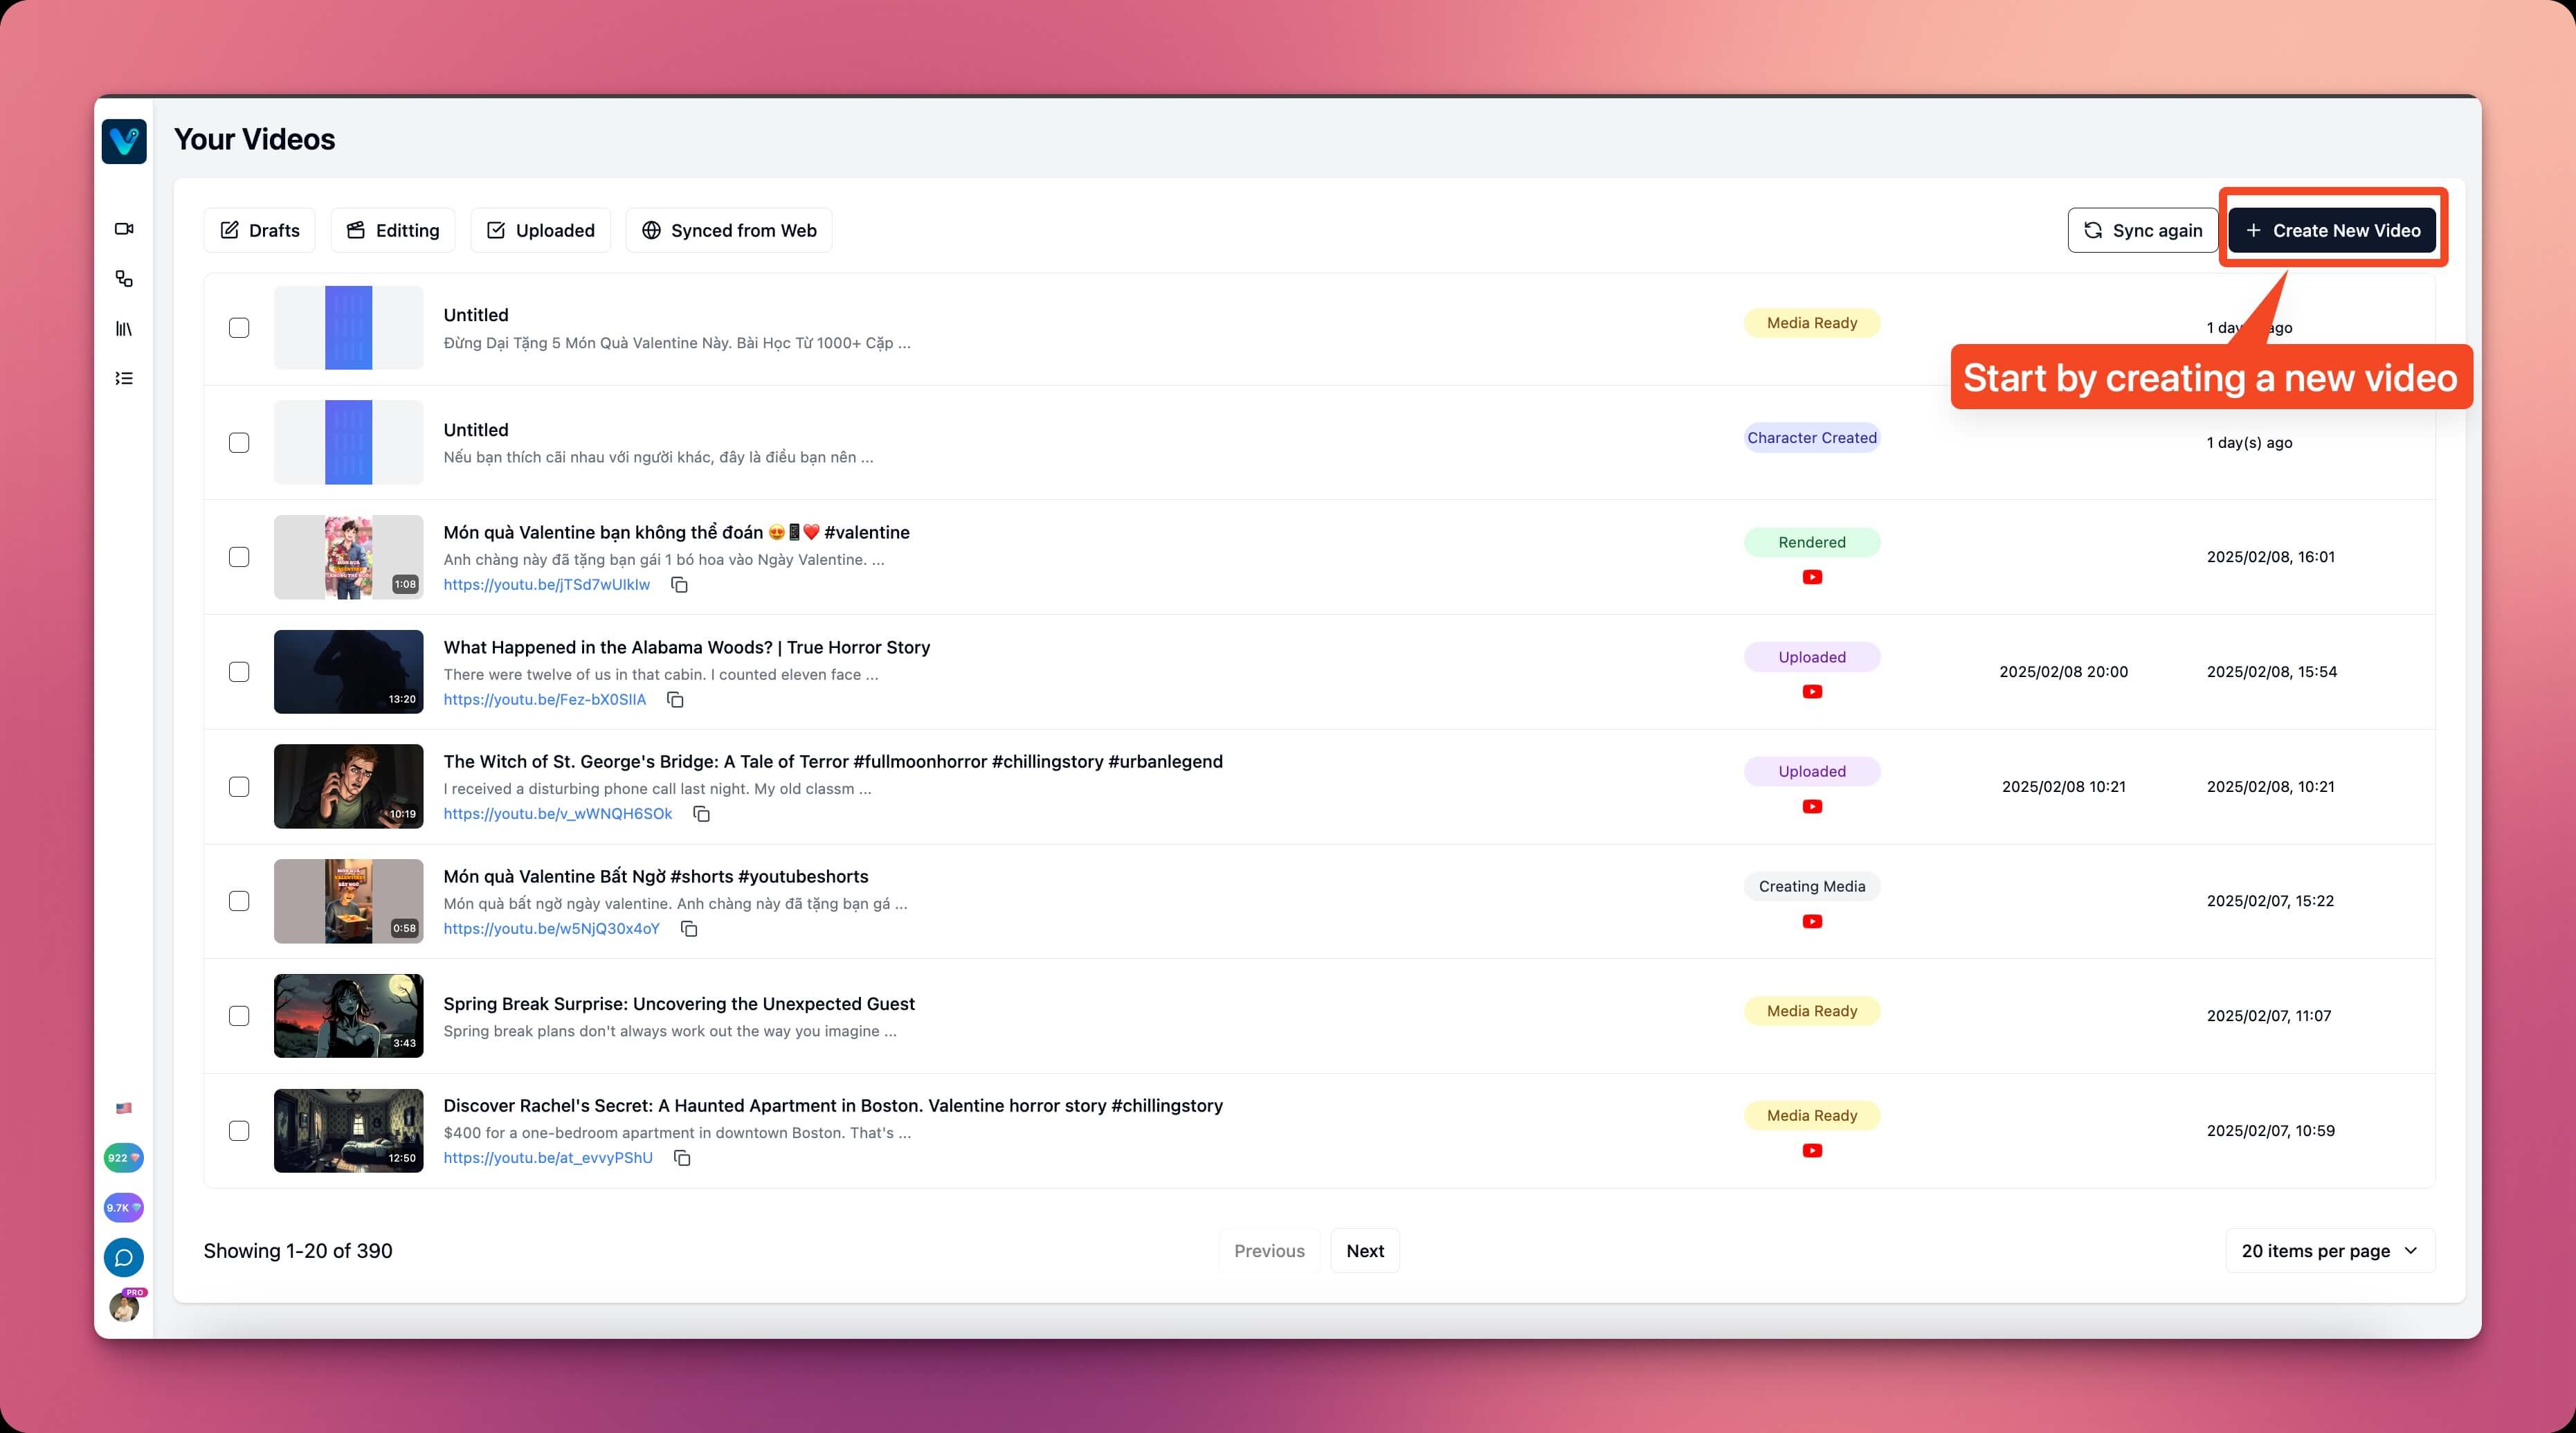 Your Videos
Drafts
Editting
Uploaded
Synced from Web
Sync again
Create New Video
Start by creating a new video
Untitled
Đừng Dại Tặng 5 Món Quà Valentine Này. Bài Học Từ 1000+ Cặp ...
Media Ready
1 day ago
Untitled
Nếu bạn thích cãi nhau với người khác, đây là điều bạn nên ...
Character Created
1 day(s) ago
1:08
Món quà Valentine bạn không thể đoán 😍📱❤️ #valentine
Anh chàng này đã tặng bạn gái 1 bó hoa vào Ngày Valentine. ...
https://youtu.be/jTSd7wUIkIw
Rendered
2025/02/08, 16:01
13:20
What Happened in the Alabama Woods? | True Horror Story
There were twelve of us in that cabin. I counted eleven face ...
https://youtu.be/Fez-bX0SIIA
Uploaded
2025/02/08 20:00
2025/02/08, 15:54
10:19
The Witch of St. George's Bridge: A Tale of Terror #fullmoonhorror #chillingstory #urbanlegend
I received a disturbing phone call last night. My old classm ...
https://youtu.be/v_wWNQH6SOk
Uploaded
2025/02/08 10:21
2025/02/08, 10:21
0:58
Món quà Valentine Bất Ngờ #shorts #youtubeshorts
Món quà bất ngờ ngày valentine. Anh chàng này đã tặng bạn gá ...
https://youtu.be/w5NjQ30x4oY
Creating Media
2025/02/07, 15:22
3:43
Spring Break Surprise: Uncovering the Unexpected Guest
Spring break plans don't always work out the way you imagine ...
Media Ready
2025/02/07, 11:07
12:50
Discover Rachel's Secret: A Haunted Apartment in Boston. Valentine horror story #chillingstory
$400 for a one-bedroom apartment in downtown Boston. That's ...
https://youtu.be/at_evvyPShU
Media Ready
2025/02/07, 10:59
922
9.7K
PRO
Showing 1-20 of 390
Previous
Next
20 items per page